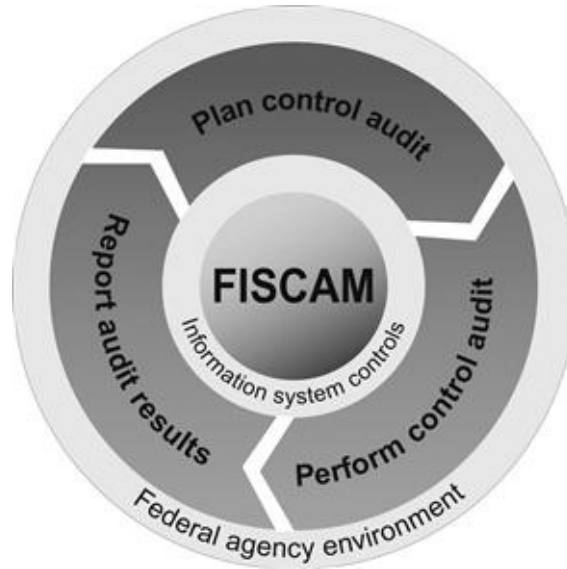 Plan control audit
Perform control audit
Report audit results
FISCAM
Information system controls
Federal agency environment